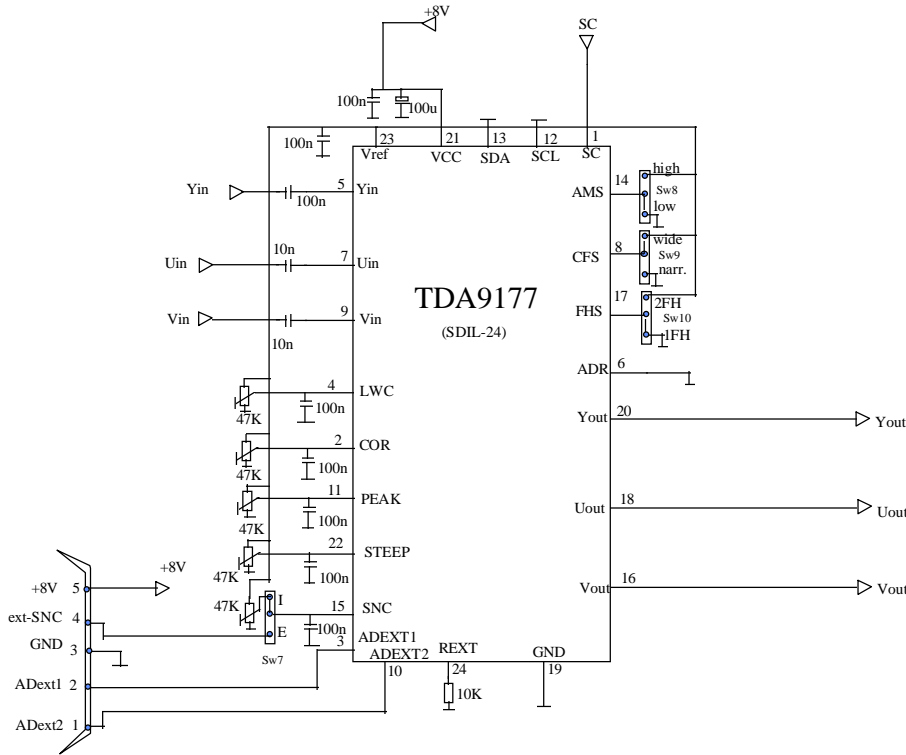 +8V
SC
100n
100u
100n
23
21
13
12
1
Vref
VCC
SDA
SCL
SC
Yin
100n
5
Yin
14
AMS
high
Sw8
low
Uin
10n
7
Uin
8
CFS
wide
Sw9
narr.
TDA9177
(SDIL-24)
Vin
10n
9
Vin
17
FHS
2FH
Sw10
1FH
ADR
6
4
LWC
47K
100n
Yout
20
Yout
2
COR
47K
100n
11
PEAK
47K
100n
Uout
18
Uout
22
STEEP
47K
100n
Vout
16
Vout
+8V
+8V
5
ext-SNC
4
GND
3
ADext1
2
ADext2
1
47K
I
E
Sw7
15
SNC
100n
3
ADEXT1
ADEXT2
10
REXT
24
10K
GND
19